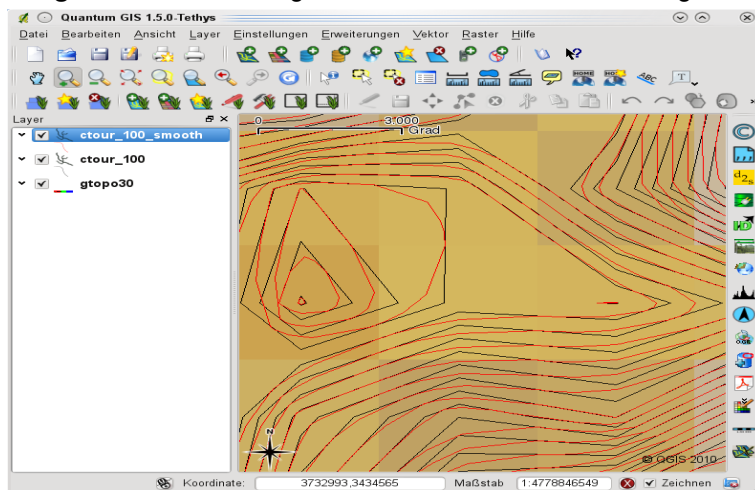 Quantum GIS 1.5.0-Tethys
Datei Bearbeiten Ansicht Layer Einstellungen Erweiterungen Vektor Raster Hilfe
Layer
ctour_100_smooth
ctour_100
gtopo30
0 3.000
Grad
N
© QGIS 2010
Koordinate: 3732993,3434565 Maßstab 1:4778846549 Zeichnen